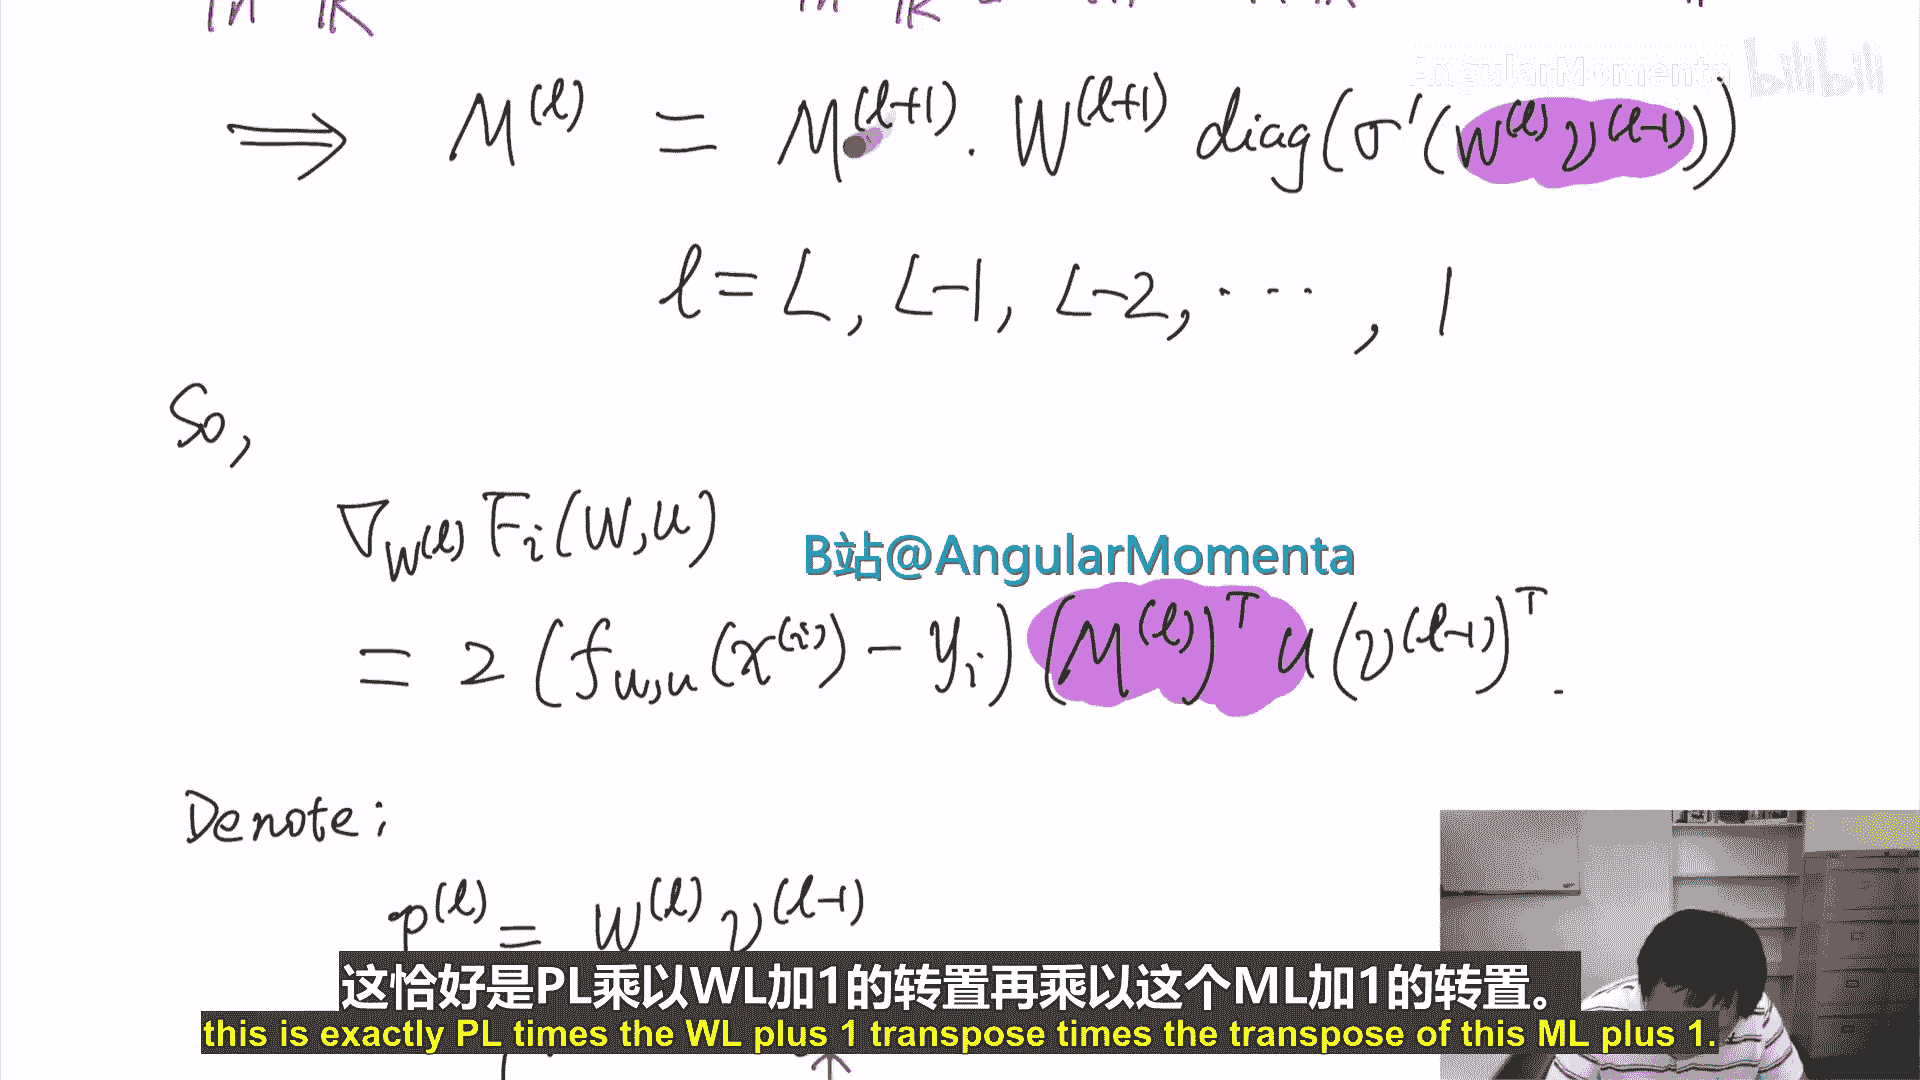 AngularMomenta bilibili
⟹ M^(ℓ) = M^(ℓ+1) · W^(ℓ+1) diag(σ'(W^(ℓ) v^(ℓ-1)))
ℓ = L, L-1, L-2, ···, 1
So,
∇_W^(ℓ) F_i(W,u)
B站@AngularMomenta
= 2 (f_W,u(x^(i)) - y_i) (M^(ℓ))^T u (v^(ℓ-1))^T.
Denote:
p^(ℓ) = W^(ℓ) v^(ℓ-1)
这恰好是PL乘以WL加1的转置再乘以这个ML加1的转置。
this is exactly PL times the WL plus 1 transpose times the transpose of this ML plus 1.